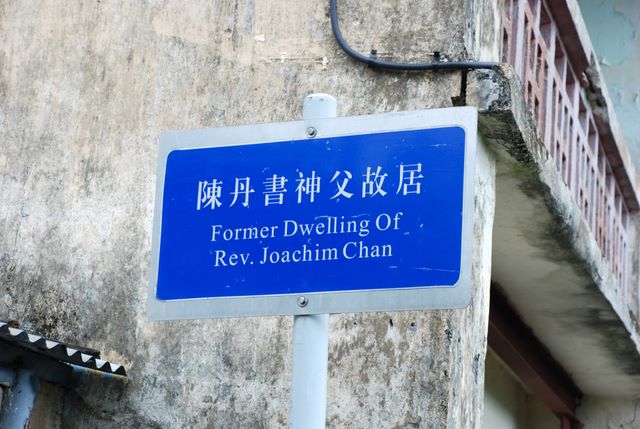 陳丹書神父故居
Former Dwelling Of
Rev. Joachim Chan